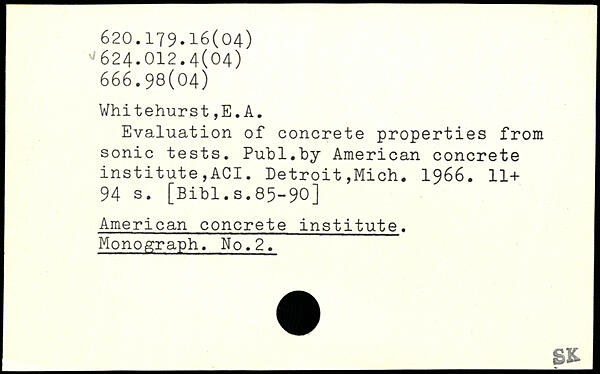 620.179.16(04)
√624.012.4(04)
666.98(04)
Whitehurst,E.A.
Evaluation of concrete properties from
sonic tests. Publ.by American concrete
institute,ACI. Detroit,Mich. 1966. 11+
94 s. [Bibl.s.85-90]
American concrete institute.
Monograph. No.2.
SK